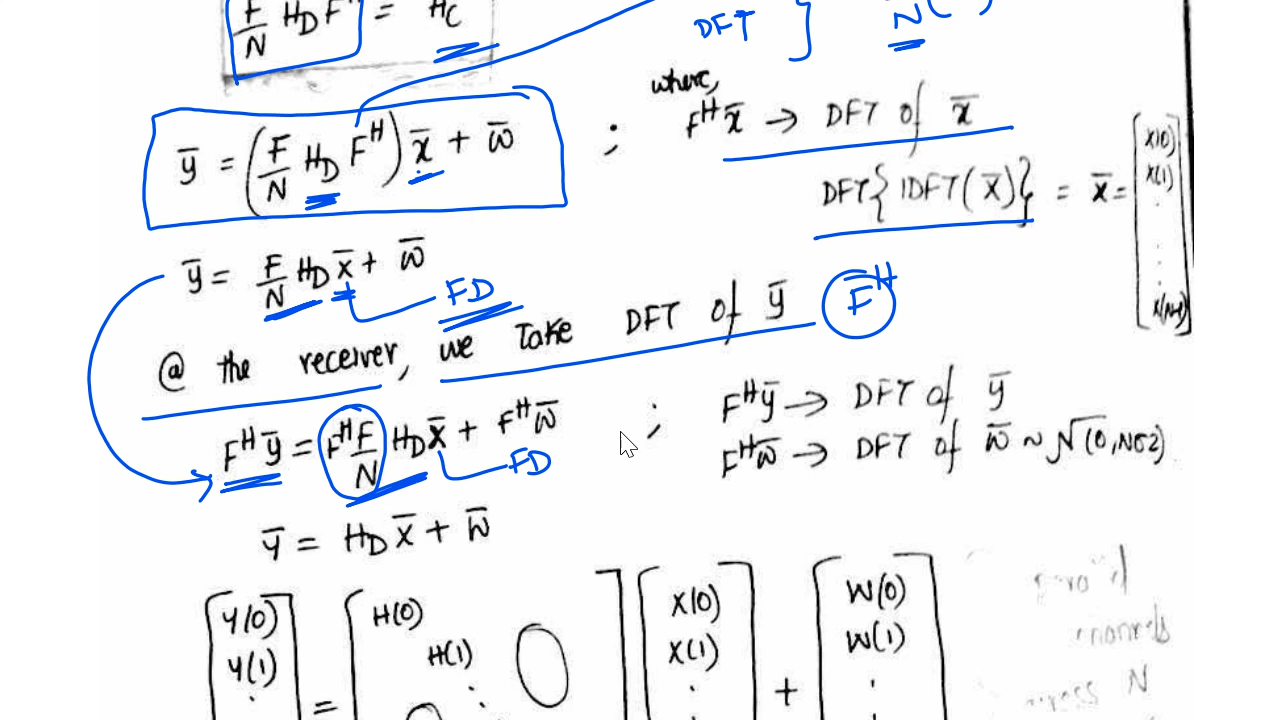 F/N H_D F^H = H_C
DFT } N(
ȳ = (F/N H_D F^H) x̄ + w̄ ;
where,
F^H x̄ → DFT of x̄
DFT{IDFT(X̄)} = X̄ = [X(0)
X(1)
.
.
.
X(N-1)]
ȳ = F/N H_D X̄ + w̄
FD
@ the receiver, we Take DFT of ȳ F̄^H
F^H ȳ = F^H F/N H_D X̄ + F^H w̄ ; F^H ȳ → DFT of ȳ
FD
F^H w̄ → DFT of w̄ ~ N(0, Nσ2)
Ȳ = H_D X̄ + W̄
[Y(0) [H(0) ] [X(0) [W(0)
Y(1) H(1) 0 X(1) W(1)
. = . . + .